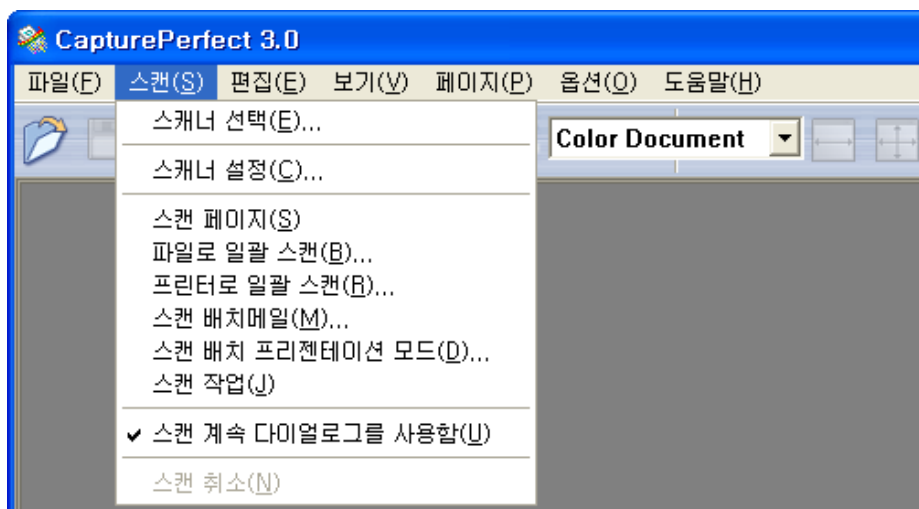 CapturePerfect 3.0
파일(F) 스캔(S) 편집(E) 보기(V) 페이지(P) 옵션(O) 도움말(H)
스캐너 선택(E)...
Color Document
스캐너 설정(C)...
스캔 페이지(S)
파일로 일괄 스캔(B)...
프린터로 일괄 스캔(R)...
스캔 배치메일(M)...
스캔 배치 프리젠테이션 모드(D)...
스캔 작업(J)
스캔 계속 다이얼로그를 사용함(U)
스캔 취소(N)